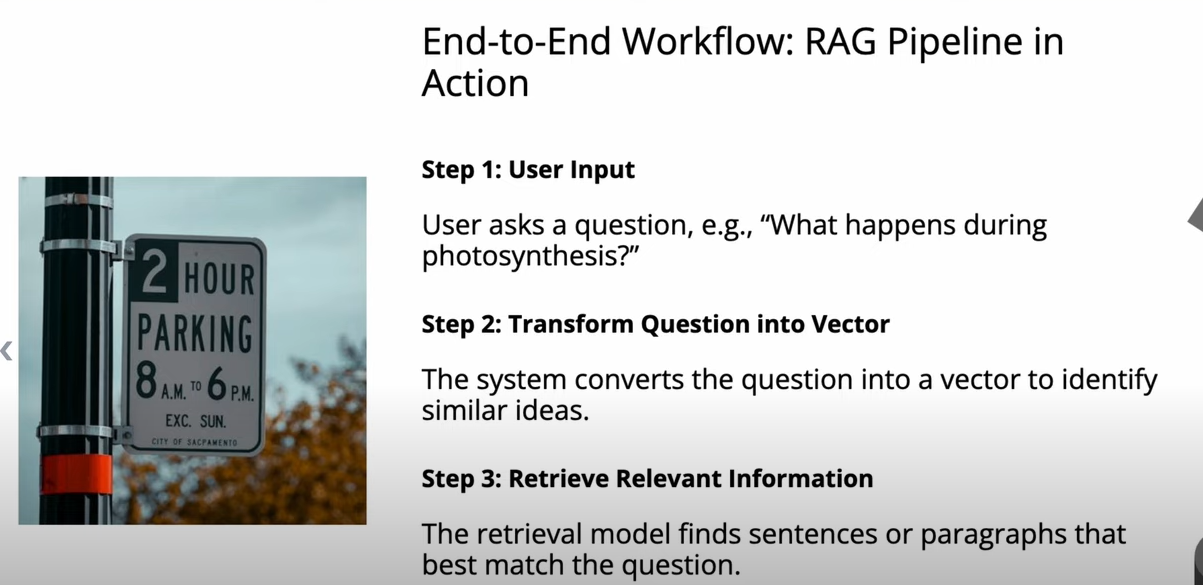 End-to-End Workflow: RAG Pipeline in
Action
Step 1: User Input
User asks a question, e.g., “What happens during
photosynthesis?”
Step 2: Transform Question into Vector
The system converts the question into a vector to identify
similar ideas.
Step 3: Retrieve Relevant Information
The retrieval model finds sentences or paragraphs that
best match the question.
2 HOUR
PARKING
8 A.M. TO 6 P.M.
EXC. SUN.
CITY OF SACRAMENTO